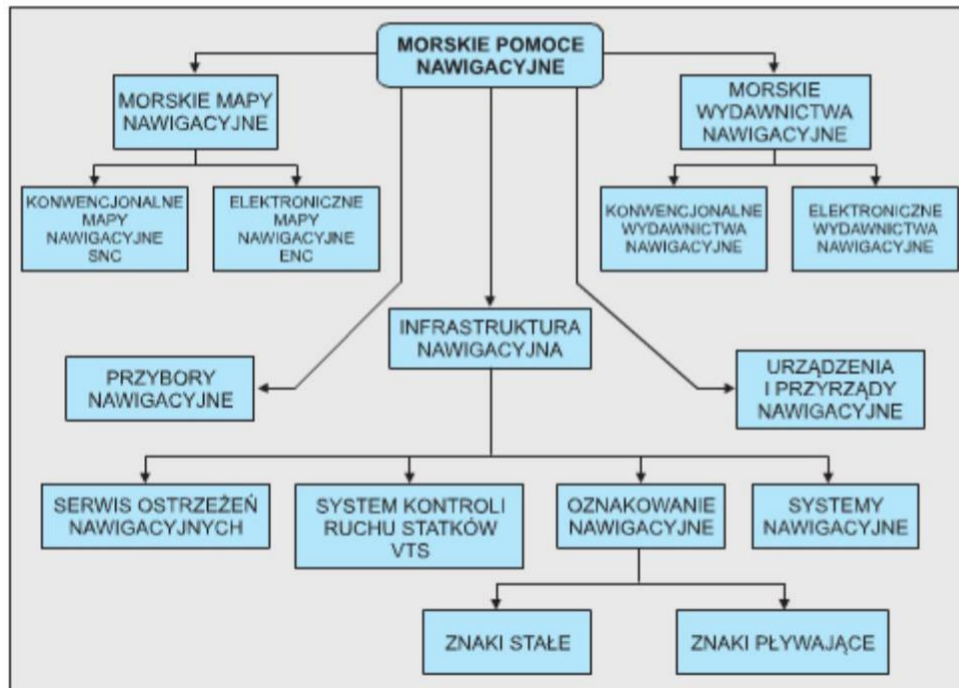 MORSKIE POMOCE
NAWIGACYJNE
MORSKIE MAPY
NAWIGACYJNE
MORSKIE
WYDAWNICTWA
NAWIGACYJNE
KONWENCJONALNE
MAPY
NAWIGACYJNE
SNC
ELEKTRONICZNE
MAPY
NAWIGACYJNE
ENC
KONWENCJONALNE
WYDAWNICTWA
NAWIGACYJNE
ELEKTRONICZNE
WYDAWNICTWA
NAWIGACYJNE
INFRASTRUKTURA
NAWIGACYJNA
PRZYBORY
NAWIGACYJNE
URZĄDZENIA
I PRZYRZĄDY
NAWIGACYJNE
SERWIS OSTRZEŻEŃ
NAWIGACYJNYCH
SYSTEM KONTROLI
RUCHU STATKÓW
VTS
OZNAKOWANIE
NAWIGACYJNE
SYSTEMY
NAWIGACYJNE
ZNAKI STAŁE
ZNAKI PŁYWAJĄCE